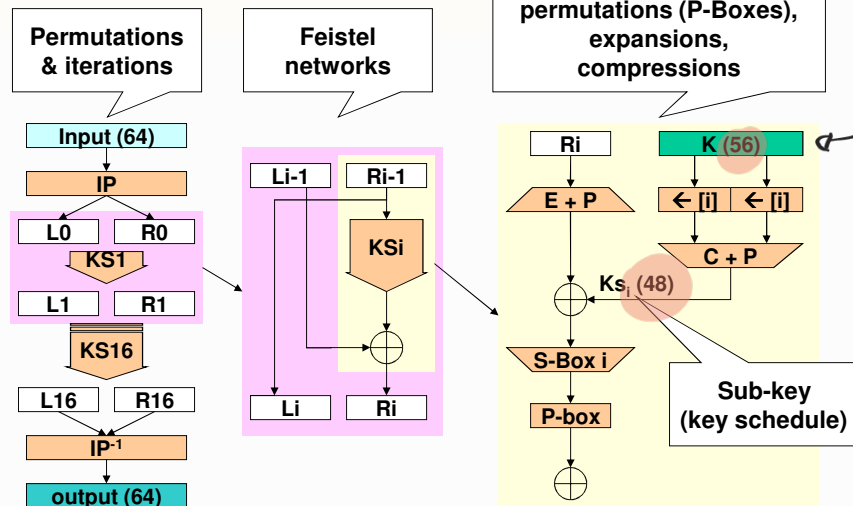 Permutations
& iterations
Feistel
networks
permutations (P-Boxes),
expansions,
compressions
Input (64)
IP
L0 R0
KS1
L1 R1
KS16
L16 R16
IP-1
output (64)
Li-1 Ri-1
KSi
Li Ri
Ri
K (56)
E + P
← [i] ← [i]
C + P
Ksi (48)
S-Box i
P-box
Sub-key
(key schedule)